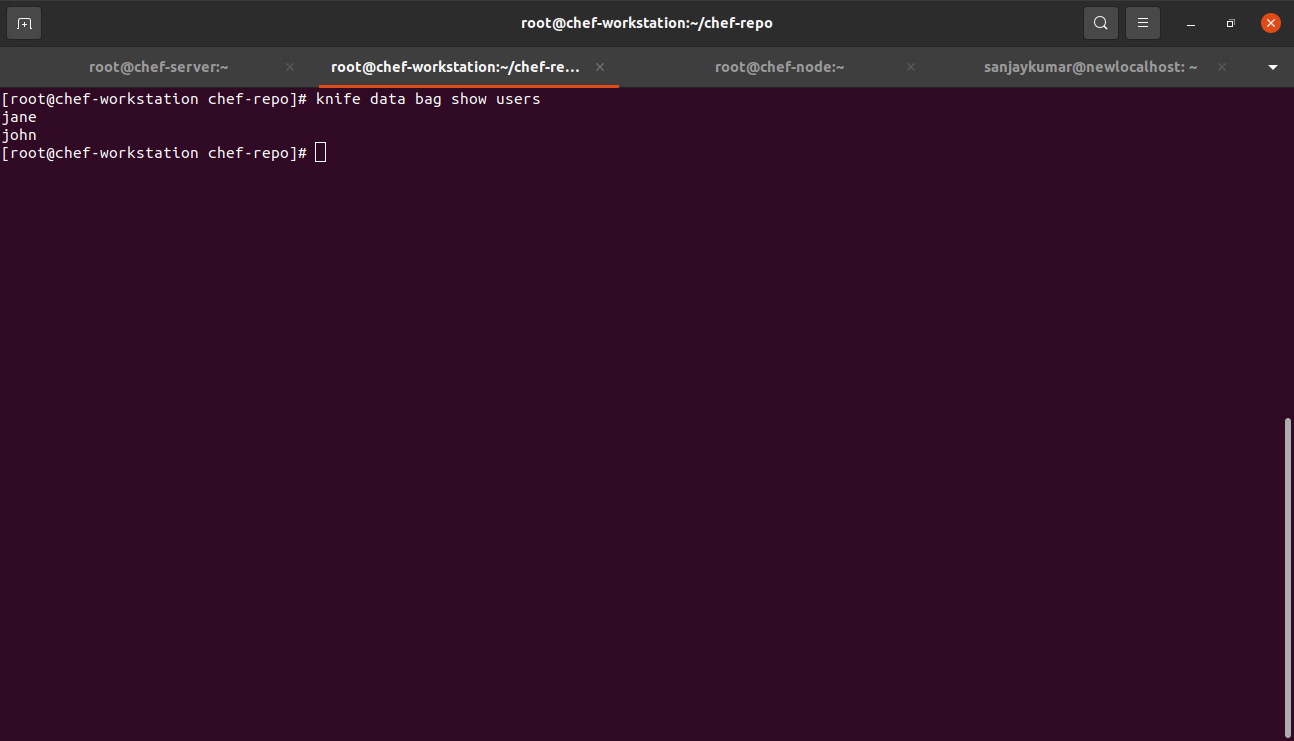 root@chef-workstation:~/chef-repo
root@chef-server:~
root@chef-workstation:~/chef-re...
root@chef-node:~
sanjaykumar@newlocalhost: ~
[root@chef-workstation chef-repo]# knife data bag show users
jane
john
[root@chef-workstation chef-repo]#